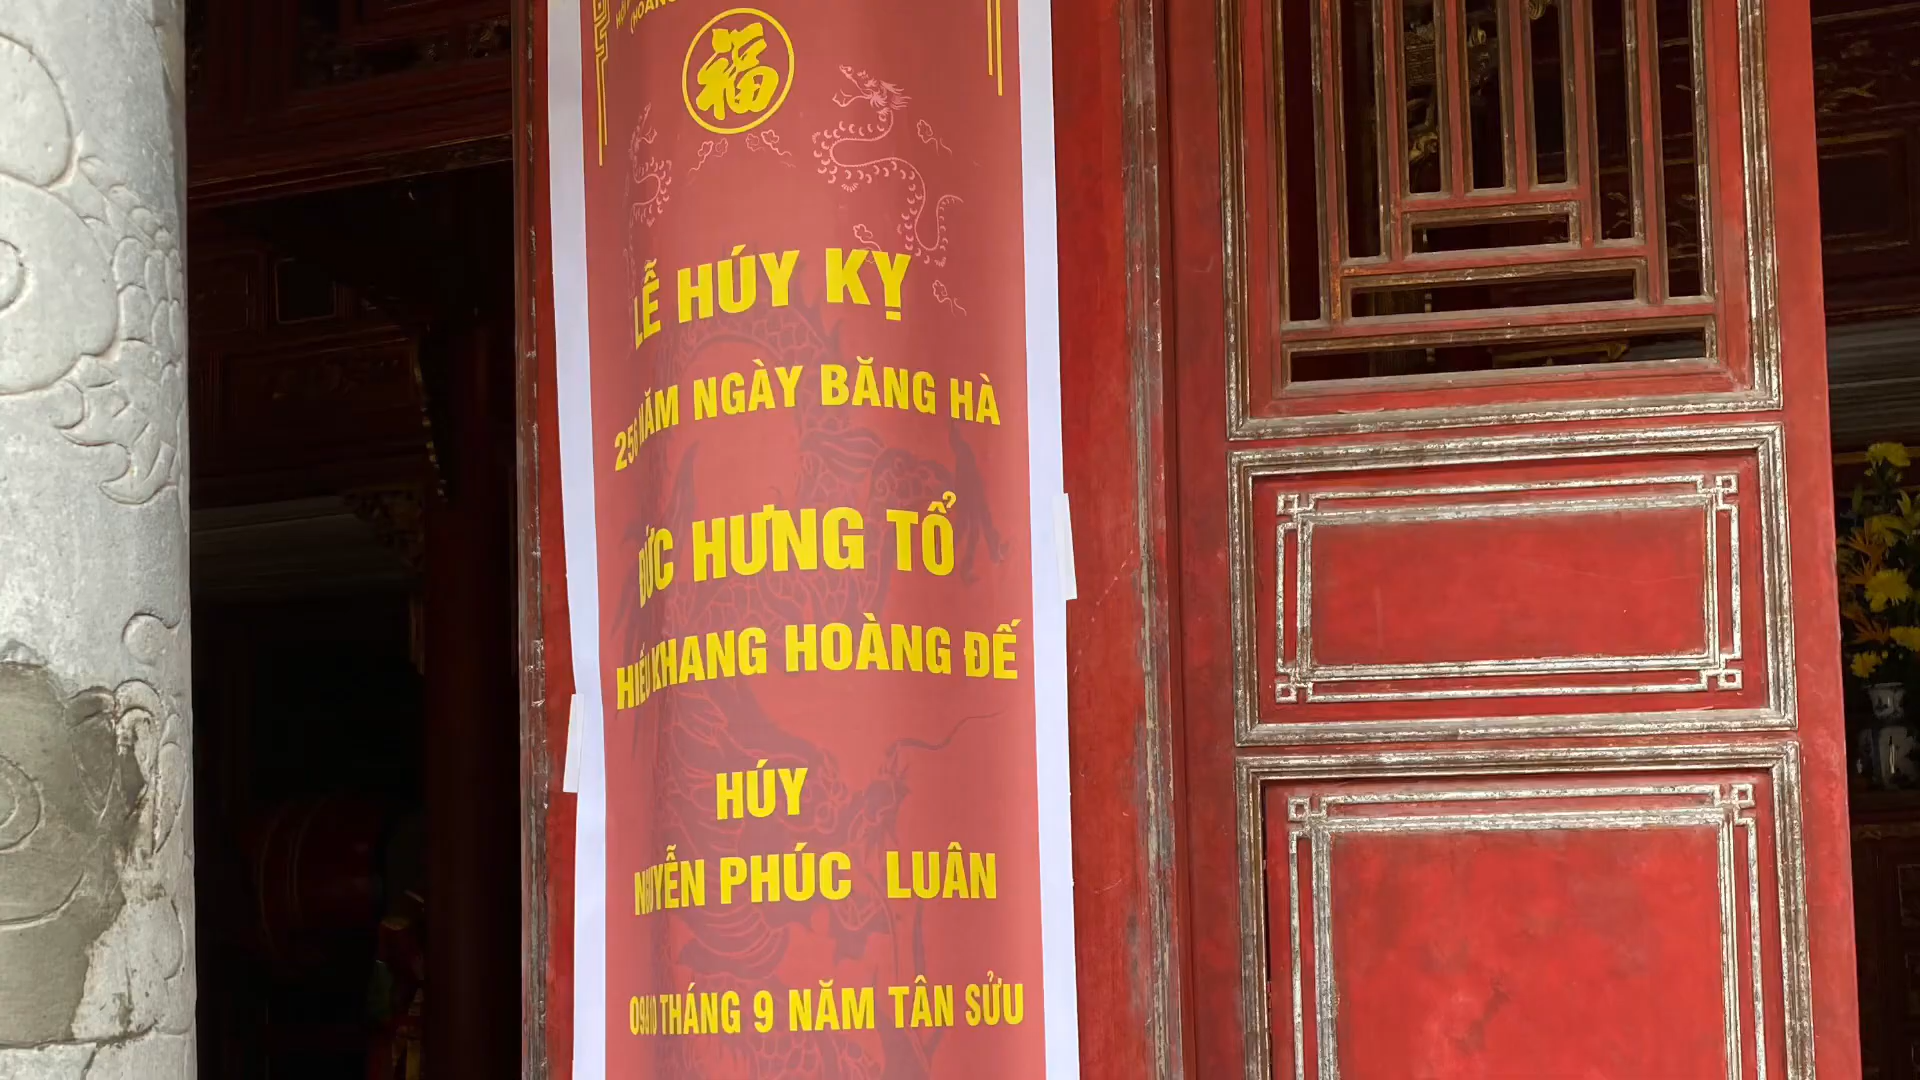 福
LỄ HÚY KỴ
256 NĂM NGÀY BĂNG HÀ
ĐỨC HƯNG TỔ
HIẾU KHANG HOÀNG ĐẾ
HÚY
NGUYỄN PHÚC LUÂN
THÁNG 9 NĂM TÂN SỬU